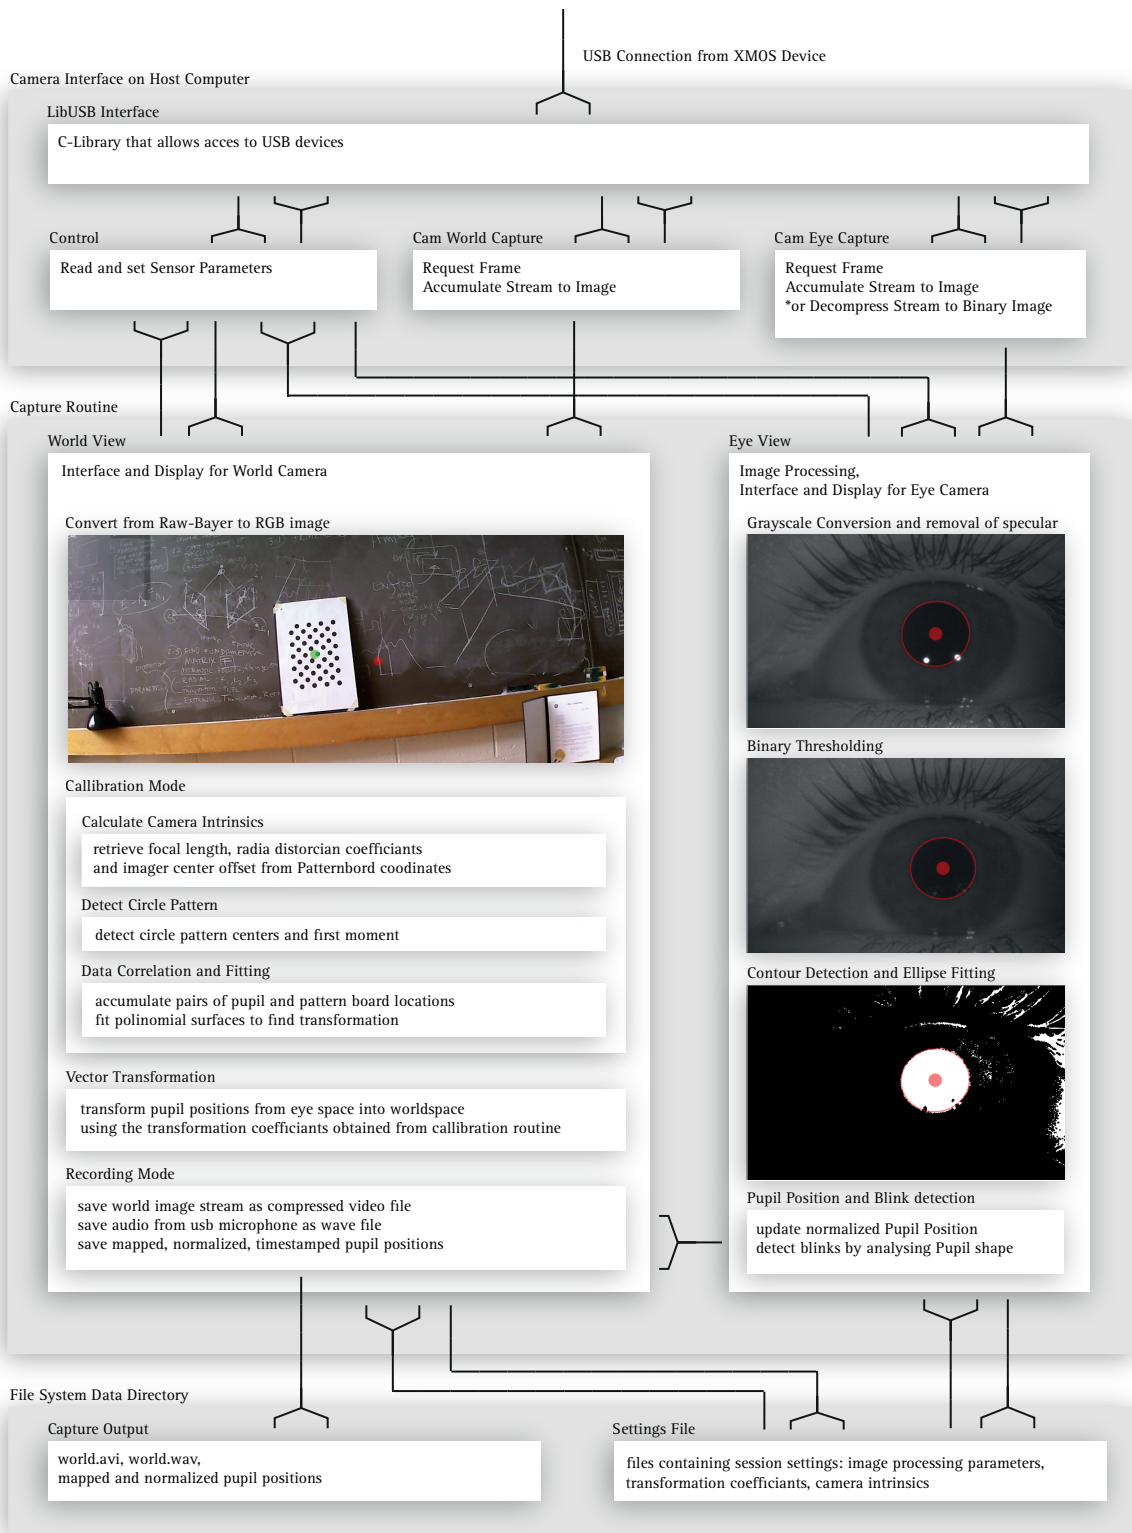 USB Connection from XMOS Device
Camera Interface on Host Computer
LibUSB Interface
C-Library that allows acces to USB devices
Control
Read and set Sensor Parameters
Cam World Capture
Request Frame
Accumulate Stream to Image
Cam Eye Capture
Request Frame
Accumulate Stream to Image
*or Decompress Stream to Binary Image
Capture Routine
World View
Interface and Display for World Camera
Convert from Raw-Bayer to RGB image
MATRIX
Callibration Mode
Calculate Camera Intrinsics
retrieve focal length, radia distorcian coefficiants
and imager center offset from Patternbord coodinates
Detect Circle Pattern
detect circle pattern centers and first moment
Data Correlation and Fitting
accumulate pairs of pupil and pattern board locations
fit polinomial surfaces to find transformation
Vector Transformation
transform pupil positions from eye space into worldspace
using the transformation coefficiants obtained from callibration routine
Recording Mode
save world image stream as compressed video file
save audio from usb microphone as wave file
save mapped, normalized, timestamped pupil positions
Eye View
Image Processing,
Interface and Display for Eye Camera
Grayscale Conversion and removal of specular
Binary Thresholding
Contour Detection and Ellipse Fitting
Pupil Position and Blink detection
update normalized Pupil Position
detect blinks by analysing Pupil shape
File System Data Directory
Capture Output
world.avi, world.wav,
mapped and normalized pupil positions
Settings File
files containing session settings: image processing parameters,
transformation coefficiants, camera intrinsics